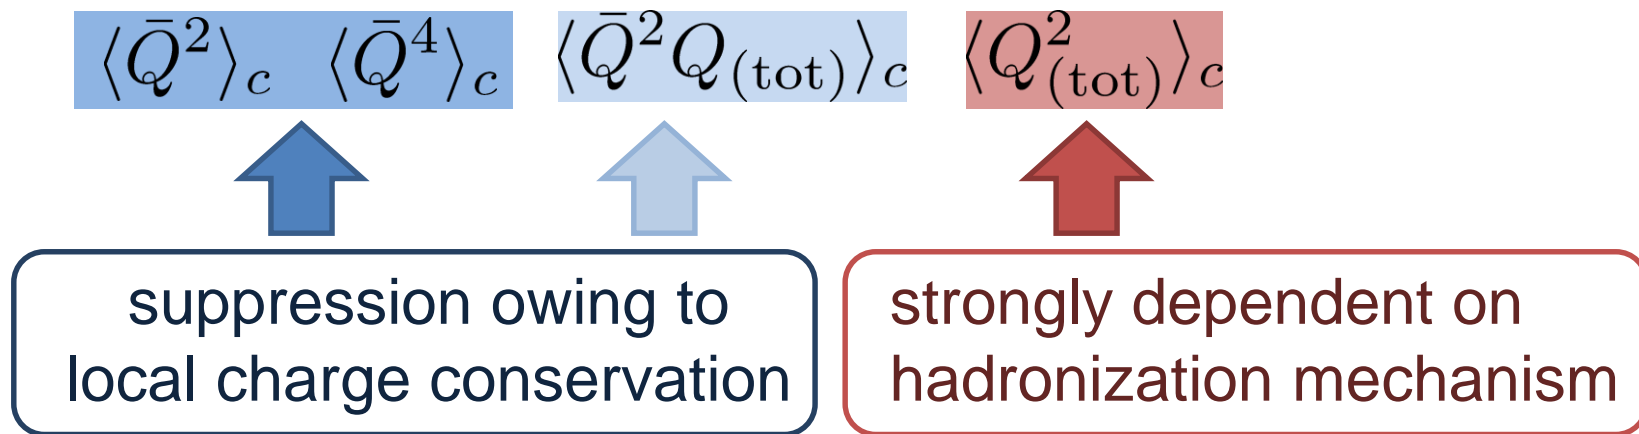 ⟨Q̄²⟩c ⟨Q̄⁴⟩c ⟨Q̄²Q(tot)⟩c ⟨Q²(tot)⟩c
suppression owing to
local charge conservation
strongly dependent on
hadronization mechanism